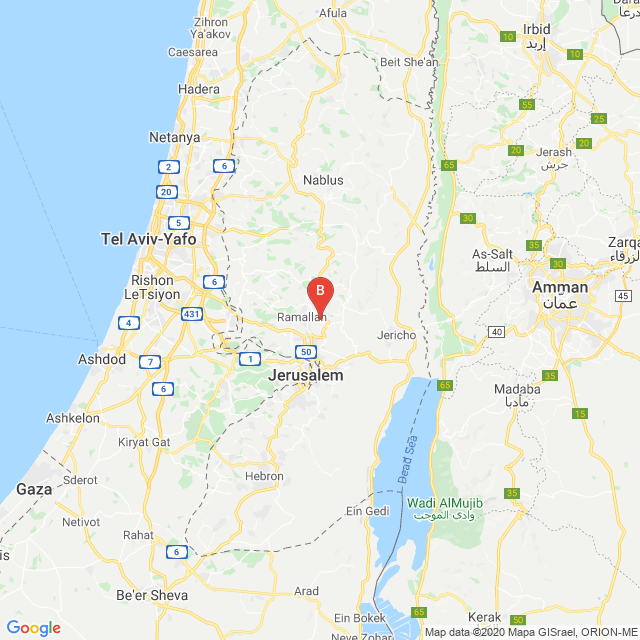 Afula
Zihron
Ya'akov
Caesarea
Beit She'an
Irbid
إربد
درعا
Hadera
55
Netanya
2
6
65
20
25
20
Jerash
جرش
Nablus
20
5
30
Tel Aviv-Yafo
35
As-Salt
السلط
Zarqa
الزرقاء
30
Rishon
LeTsiyon
6
B
Amman
عمان
45
431
4
Ramallah
Jericho
40
Ashdod
7
1
50
Jerusalem
65
35
Madaba
مادبا
15
6
Ashkelon
Kiryat Gat
Dead Sea
Gaza
Sderot
Hebron
35
Netivot
Ein Gedi
Wadi AlMujib
وادي الموجب
Rahat
6
Arad
Be'er Sheva
Ein Bokek
65
Kerak
50
Neve Zohar
Google
Map data ©2020 Mapa GISrael, ORION-ME